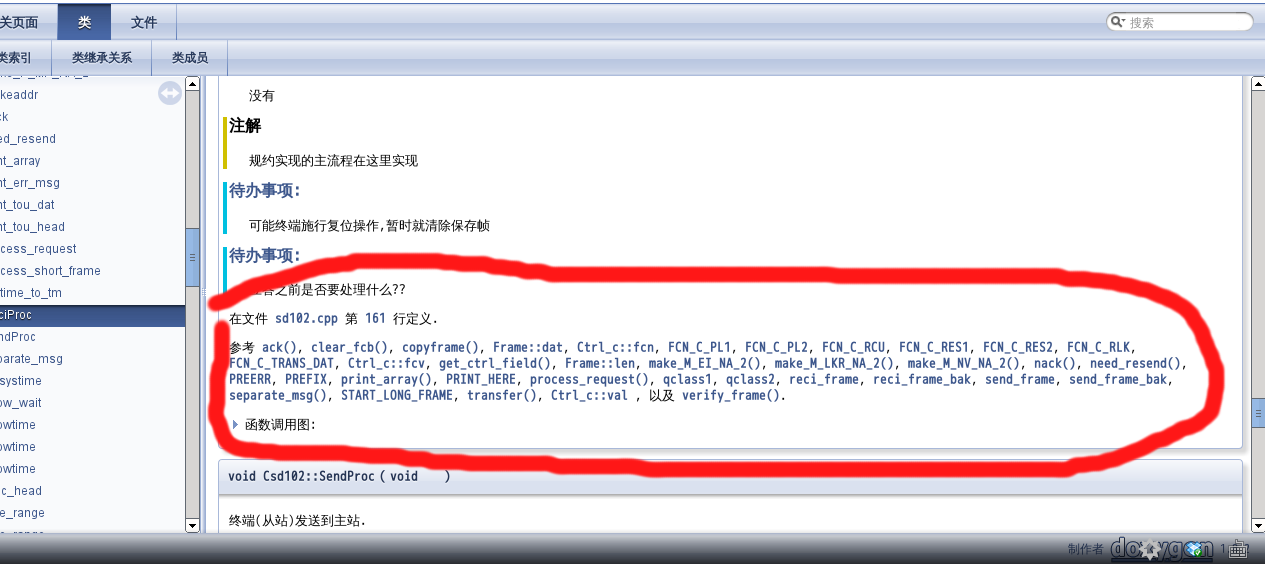 关页面 类 文件 搜索
类索引 类继承关系 类成员
keaddr
ck
ed_resend
nt_array
nt_err_msg
nt_tou_dat
nt_tou_head
cess_request
cess_short_frame
time_to_tm
ciProc
ndProc
parate_msg
systime
ow_wait
owtime
owtime
owtime
c_head
e_range
没有
注解
规约实现的主流程在这里实现
待办事项:
可能终端施行复位操作,暂时就清除保存帧
待办事项:
之前是否要处理什么??
在文件 sd102.cpp 第 161 行定义.
参考 ack(), clear_fcb(), copyframe(), Frame::dat, Ctrl_c::fcn, FCN_C_PL1, FCN_C_PL2, FCN_C_RCU, FCN_C_RES1, FCN_C_RES2, FCN_C_RLK,
FCN_C_TRANS_DAT, Ctrl_c::fcv, get_ctrl_field(), Frame::len, make_M_EI_NA_2(), make_M_LKR_NA_2(), make_M_NV_NA_2(), nack(), need_resend(),
PREERR, PREFIX, print_array(), PRINT_HERE, process_request(), qclass1, qclass2, reci_frame, reci_frame_bak, send_frame, send_frame_bak,
separate_msg(), START_LONG_FRAME, transfer(), Ctrl_c::val , 以及 verify_frame().
函数调用图:
void Csd102::SendProc ( void )
终端(从站)发送到主站.
制作者 doxygen